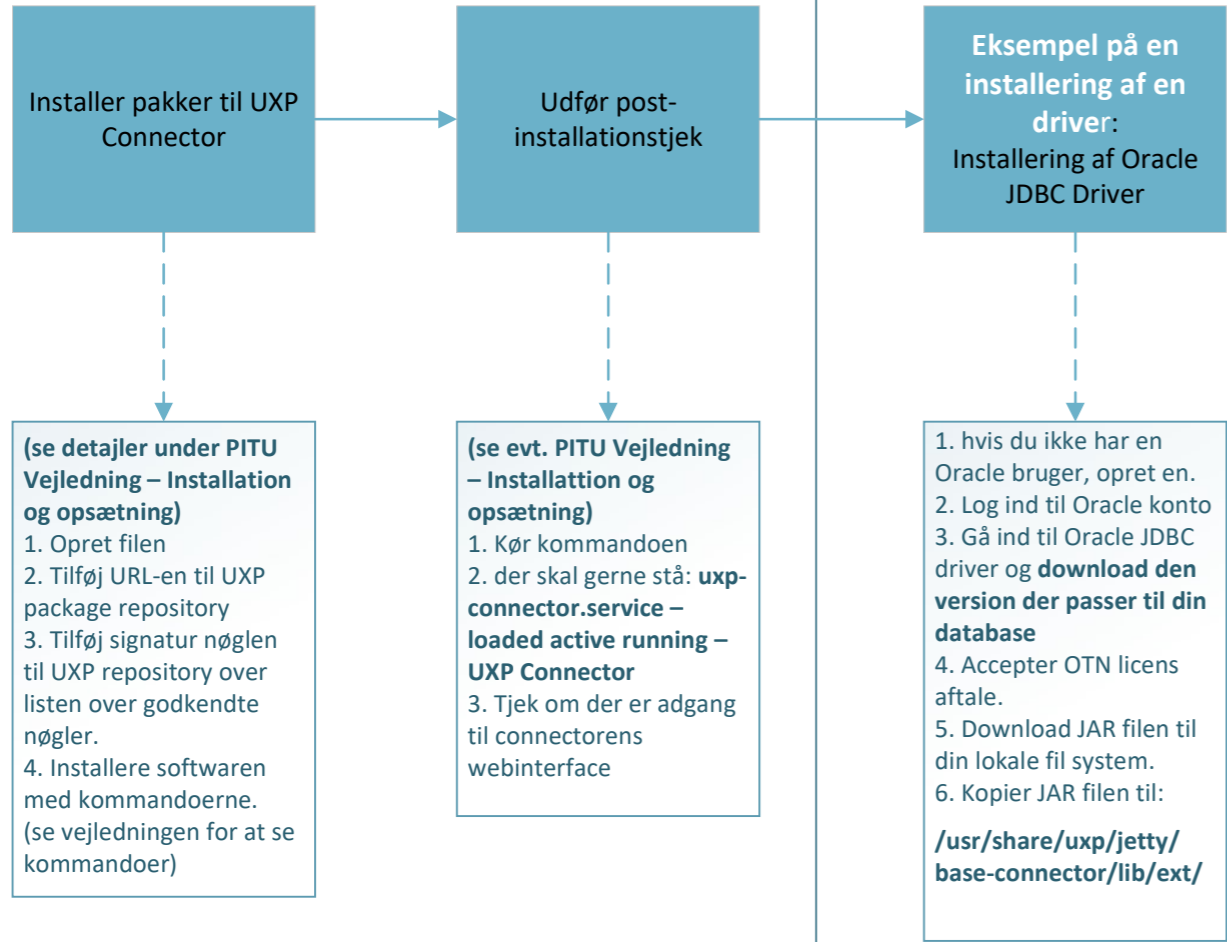 Installer pakker til UXP
Connector
Udfør post-
installationstjek
Eksempel på en
installering af en
driver:
Installering af Oracle
JDBC Driver
(se detaljer under PITU
Vejledning – Installation
og opsætning)
1. Opret filen
2. Tilføj URL-en til UXP
package repository
3. Tilføj signatur nøglen
til UXP repository over
listen over godkendte
nøgler.
4. Installere softwaren
med kommandoerne.
(se vejledningen for at se
kommandoer)
(se evt. PITU Vejledning
– Installattion og
opsætning)
1. Kør kommandoen
2. der skal gerne stå: uxp-
connector.service –
loaded active running –
UXP Connector
3. Tjek om der er adgang
til connectorens
webinterface
1. hvis du ikke har en
Oracle bruger, opret en.
2. Log ind til Oracle konto
3. Gå ind til Oracle JDBC
driver og download den
version der passer til din
database
4. Accepter OTN licens
aftale.
5. Download JAR filen til
din lokale fil system.
6. Kopier JAR filen til:
/usr/share/uxp/jetty/
base-connector/lib/ext/